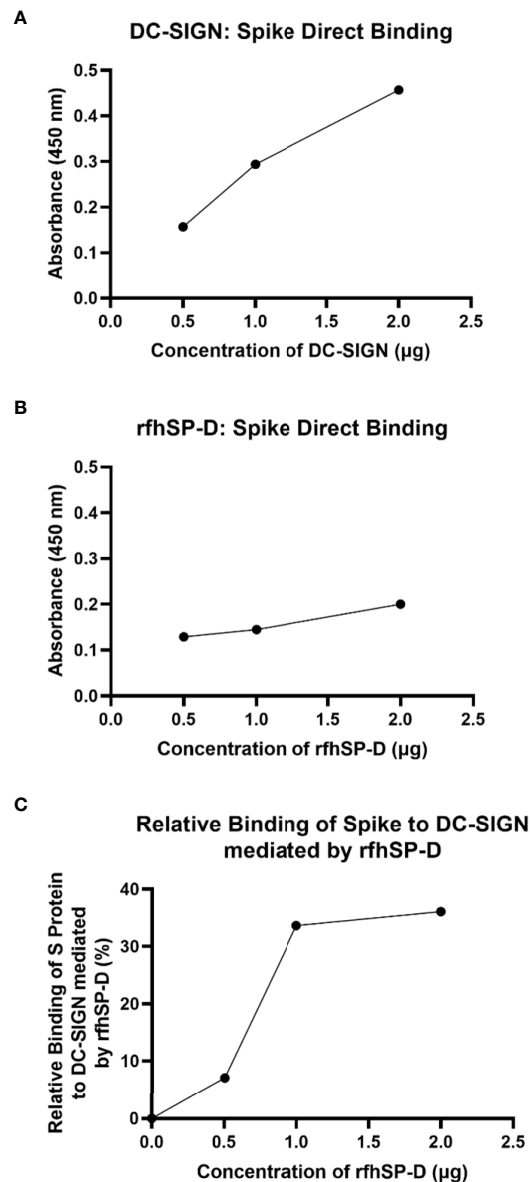 A
DC-SIGN: Spike Direct Binding
Absorbance (450 nm)
0.5
0.4
0.3
0.2
0.1
0.0
0.0 0.5 1.0 1.5 2.0 2.5
Concentration of DC-SIGN (µg)
B
rfhSP-D: Spike Direct Binding
Absorbance (450 nm)
0.5
0.4
0.3
0.2
0.1
0.0
0.0 0.5 1.0 1.5 2.0 2.5
Concentration of rfhSP-D (µg)
C
Relative Binding of Spike to DC-SIGN
mediated by rfhSP-D
Relative Binding of S Protein
to DC-SIGN mediated
by rfhSP-D (%)
40
30
20
10
0
0.0 0.5 1.0 1.5 2.0 2.5
Concentration of rfhSP-D (µg)